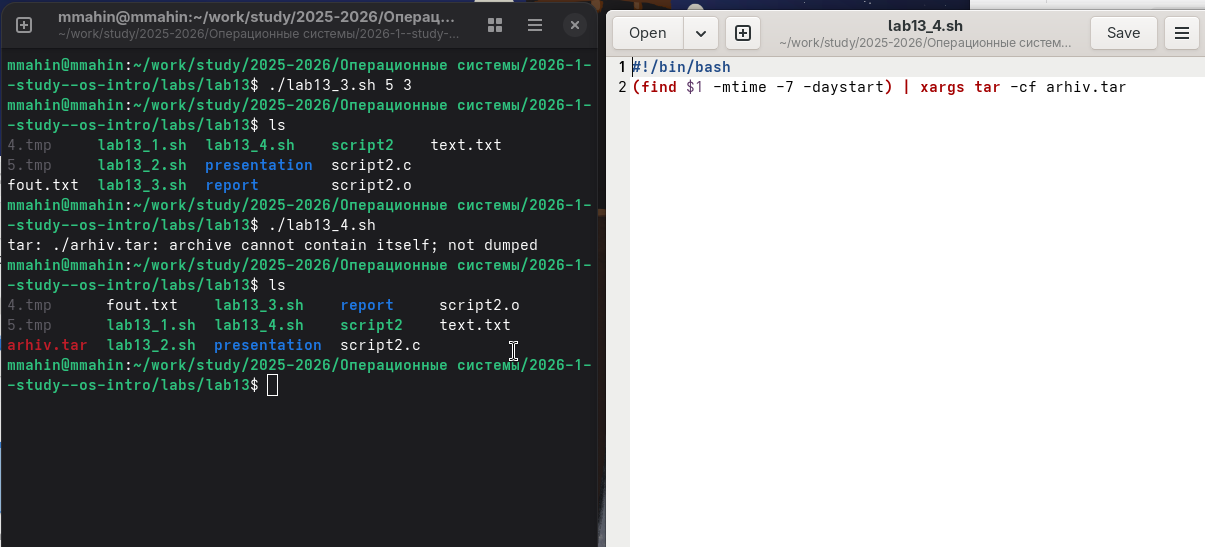 mmahin@mmahin:~/work/study/2025-2026/Операц...
~/work/study/2025-2026/Операционные системы/2026-1--study-...
mmahin@mmahin:~/work/study/2025-2026/Операционные системы/2026-1-
-study--os-intro/labs/lab13$ ./lab13_3.sh 5 3
mmahin@mmahin:~/work/study/2025-2026/Операционные системы/2026-1-
-study--os-intro/labs/lab13$ ls
4.tmp lab13_1.sh lab13_4.sh script2 text.txt
5.tmp lab13_2.sh presentation script2.c
fout.txt lab13_3.sh report script2.o
mmahin@mmahin:~/work/study/2025-2026/Операционные системы/2026-1-
-study--os-intro/labs/lab13$ ./lab13_4.sh
tar: ./arhiv.tar: archive cannot contain itself; not dumped
mmahin@mmahin:~/work/study/2025-2026/Операционные системы/2026-1-
-study--os-intro/labs/lab13$ ls
4.tmp fout.txt lab13_3.sh report script2.o
5.tmp lab13_1.sh lab13_4.sh script2 text.txt
arhiv.tar lab13_2.sh presentation script2.c
mmahin@mmahin:~/work/study/2025-2026/Операционные системы/2026-1-
-study--os-intro/labs/lab13$
Open
lab13_4.sh
~/work/study/2025-2026/Операционные систем...
Save
1 #!/bin/bash
2 (find $1 -mtime -7 -daystart) | xargs tar -cf arhiv.tar